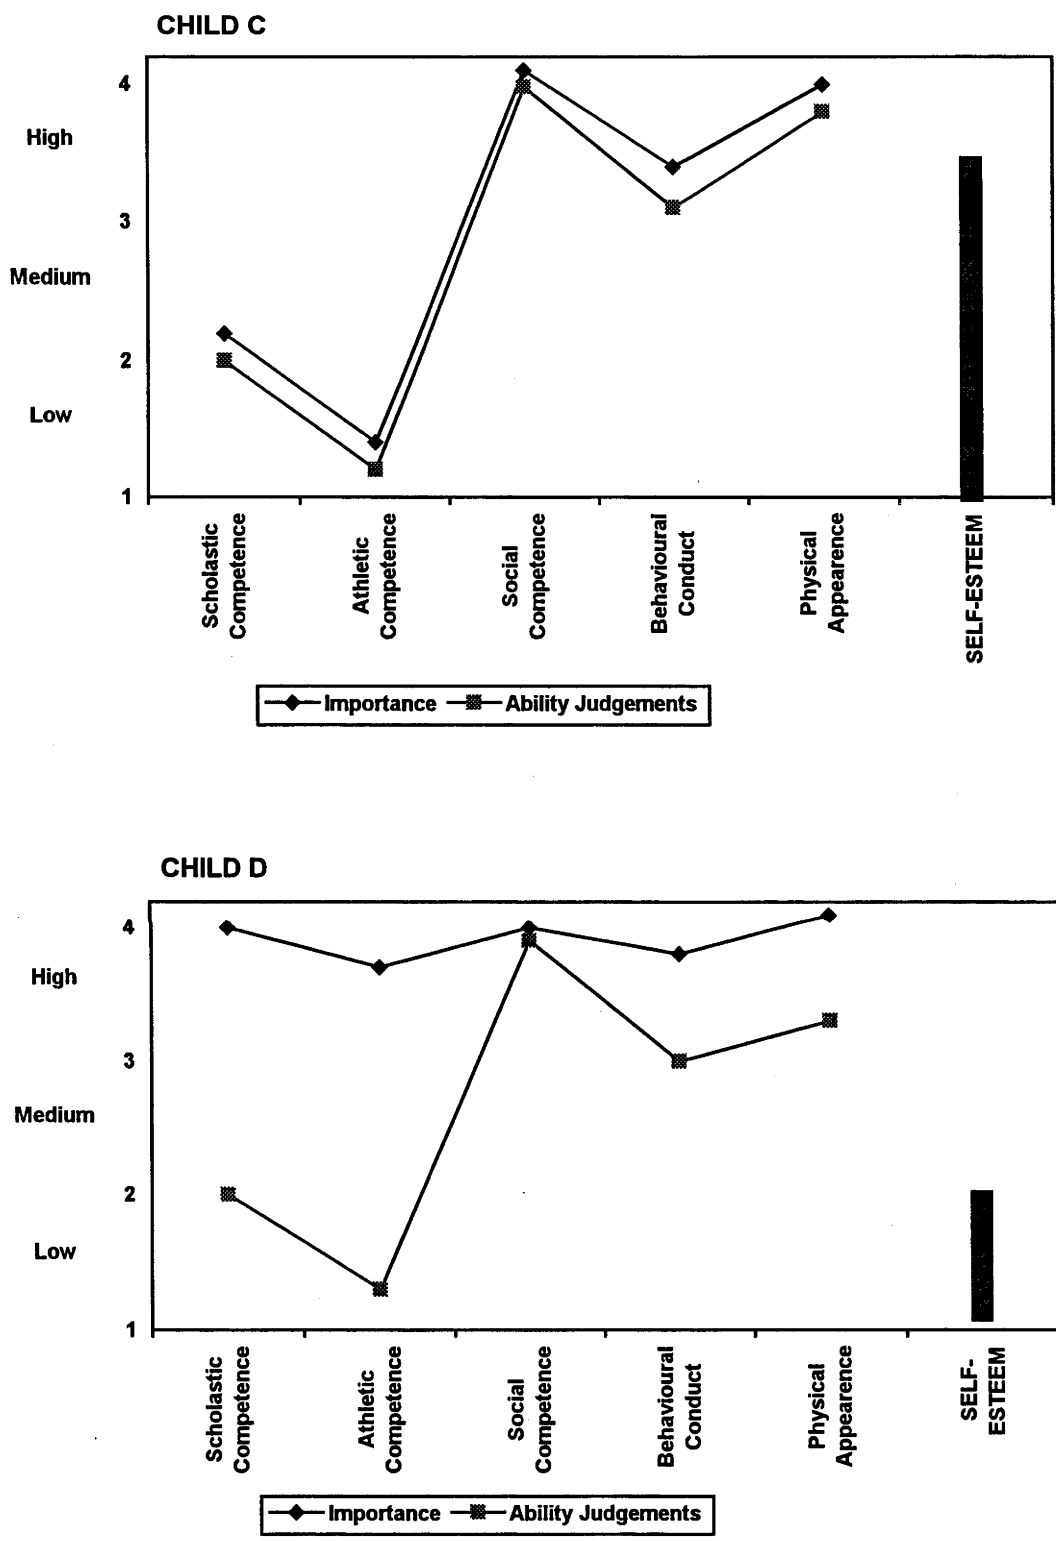 CHILD C
4
High
3
Medium
2
Low
1
Scholastic
Competence
Athletic
Competence
Social
Competence
Behavioural
Conduct
Physical
Appearence
SELF-ESTEEM
Importance
Ability Judgements
CHILD D
4
High
3
Medium
2
Low
1
Scholastic
Competence
Athletic
Competence
Social
Competence
Behavioural
Conduct
Physical
Appearence
SELF-
ESTEEM
Importance
Ability Judgements